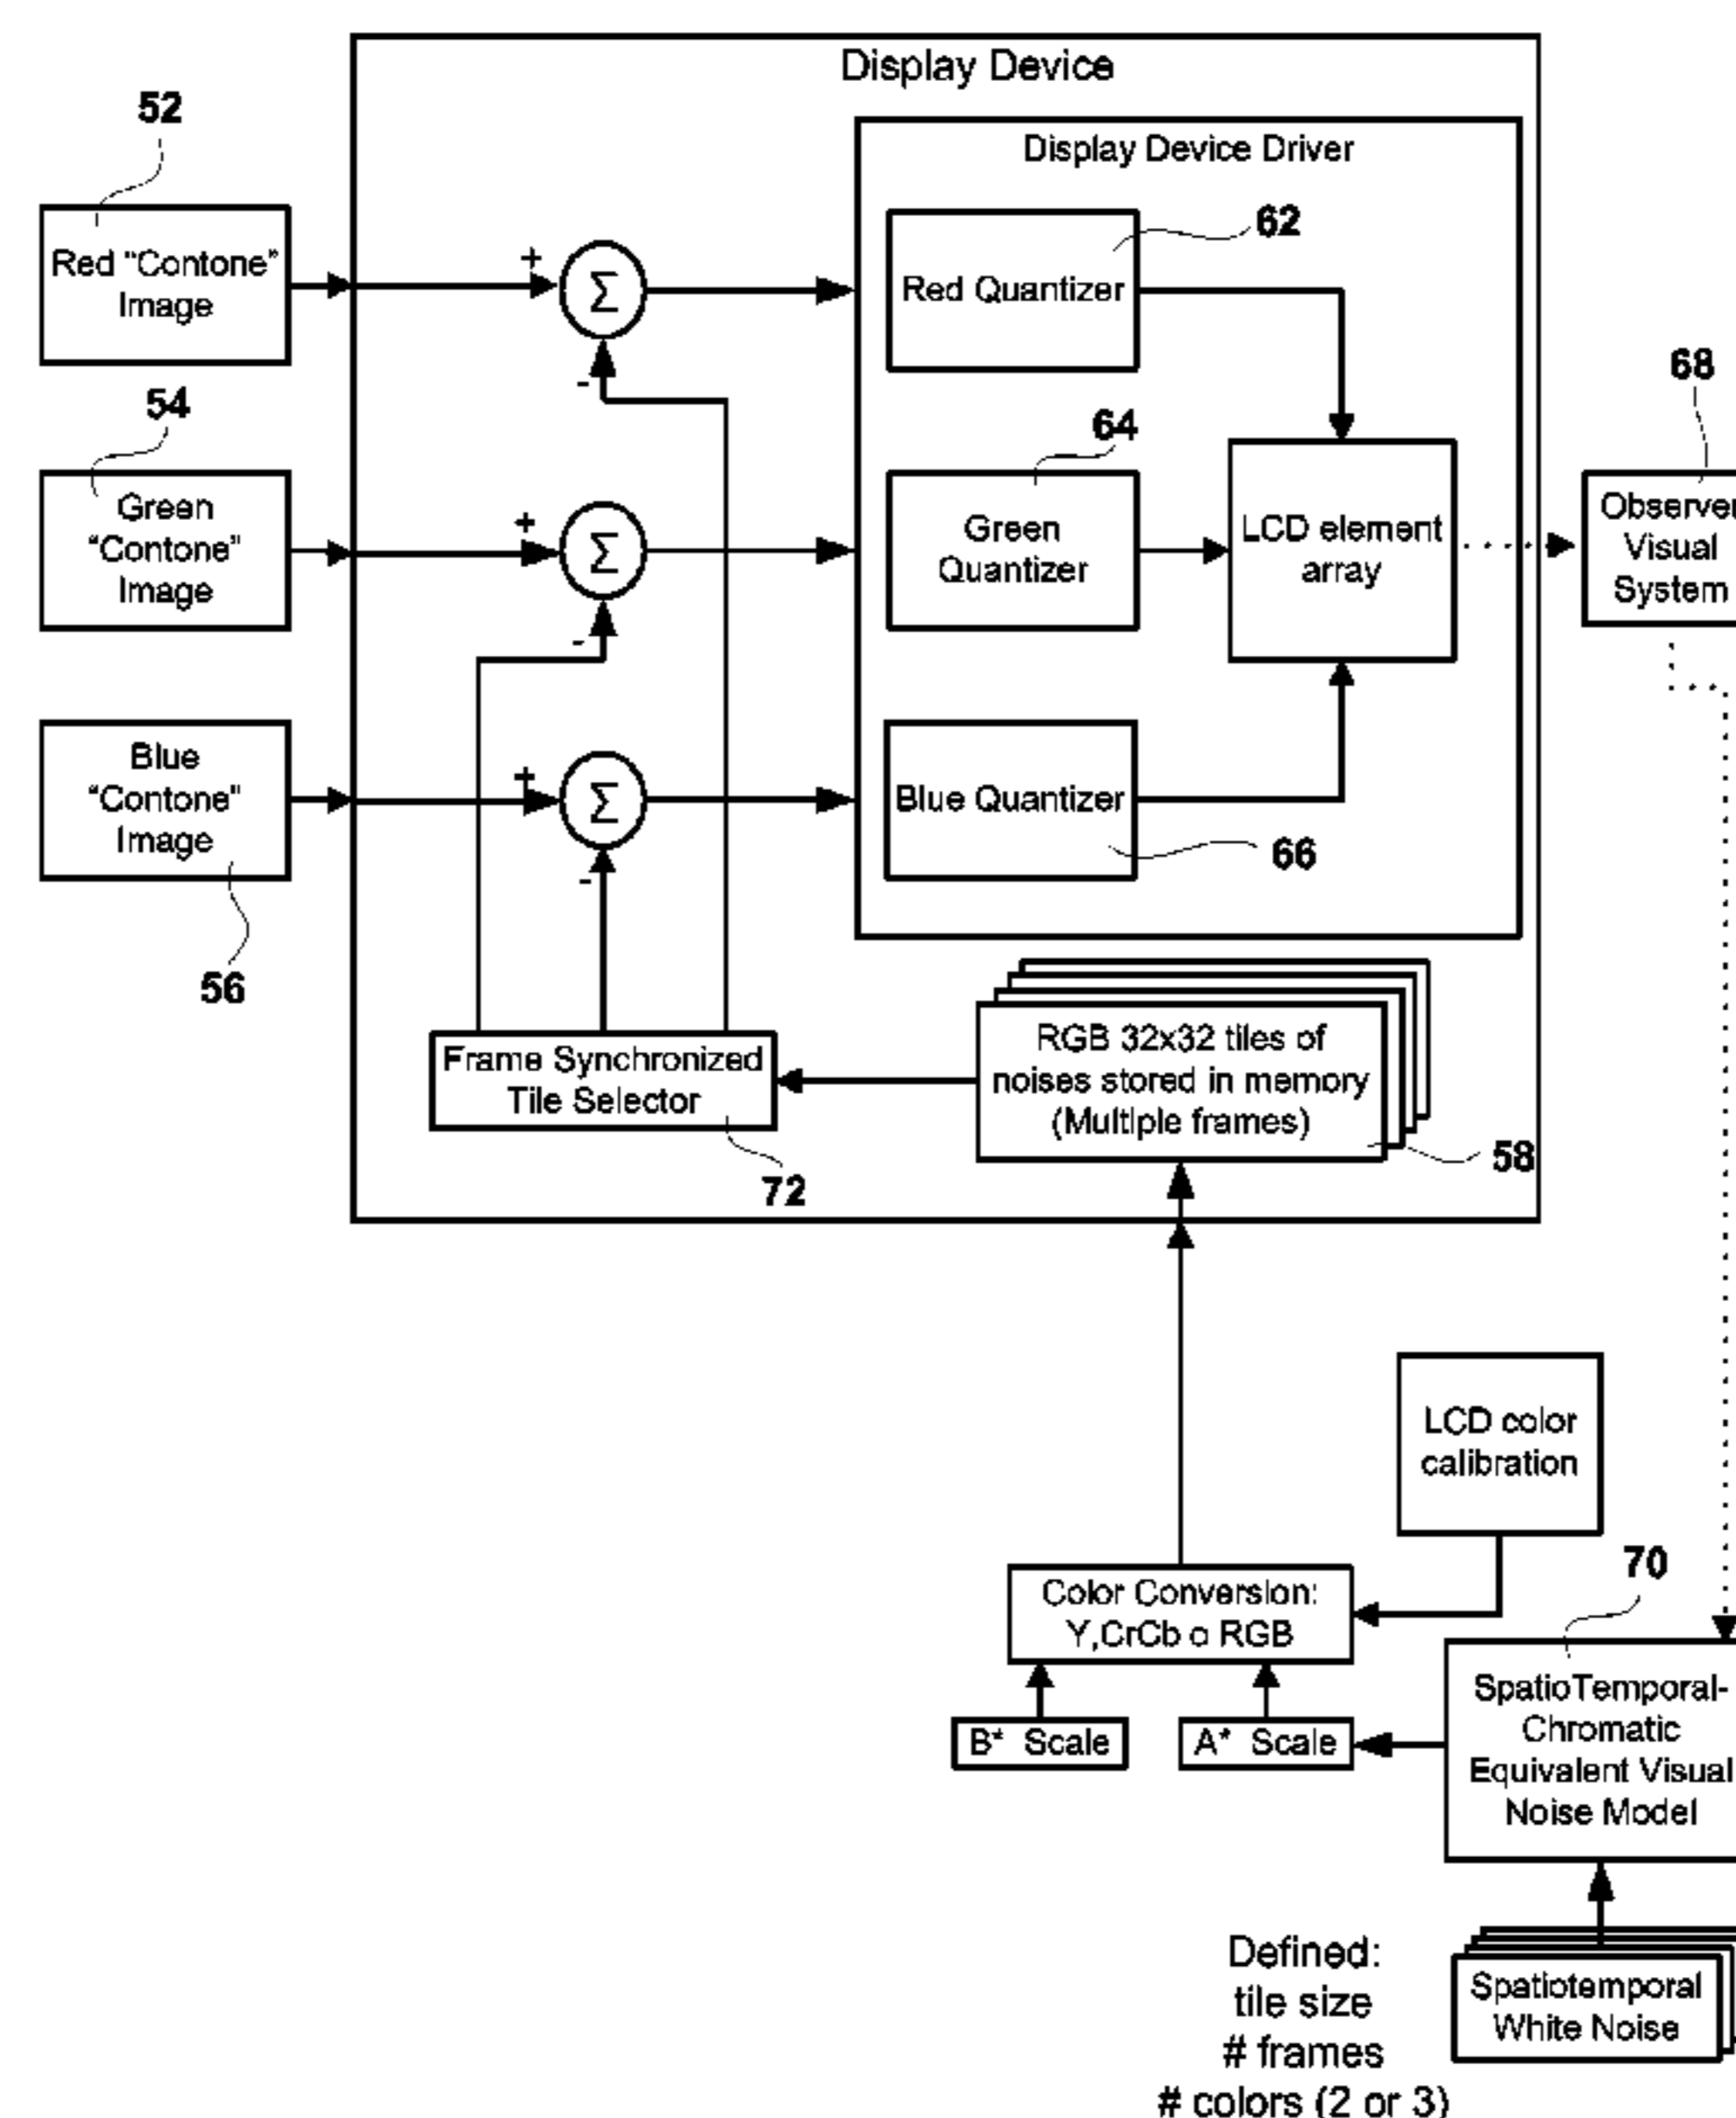 Display Device
52
Display Device Driver
Red "Contone"
Image
+
Σ
-
Red Quantizer
62
68
54
64
Green
"Contone"
Image
+
Σ
-
Green
Quantizer
LCD element
array
Observer
Visual
System
Blue
"Contone"
Image
+
Σ
-
Blue Quantizer
66
56
Frame Synchronized
Tile Selector
72
RGB 32x32 tiles of
noises stored in memory
(Multiple frames)
58
LCD color
calibration
Color Conversion:
Y,CrCb o RGB
70
B* Scale
A* Scale
SpatioTemporal-
Chromatic
Equivalent Visual
Noise Model
Defined:
tile size
# frames
# colors (2 or 3)
Spatiotemporal
White Noise